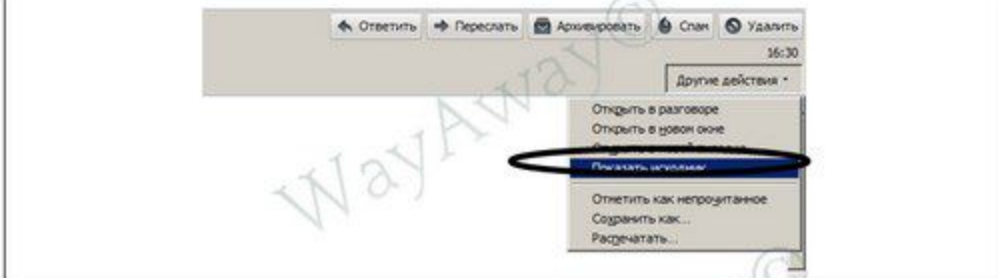 Ответить Переслать Архивировать Спам Удалить
16:30
Другие действия
Открыть в разговоре
Открыть в новом окне
Показать исходник
Отметить как непрочитанное
Сохранить как...
Распечатать...
WayAway©
©